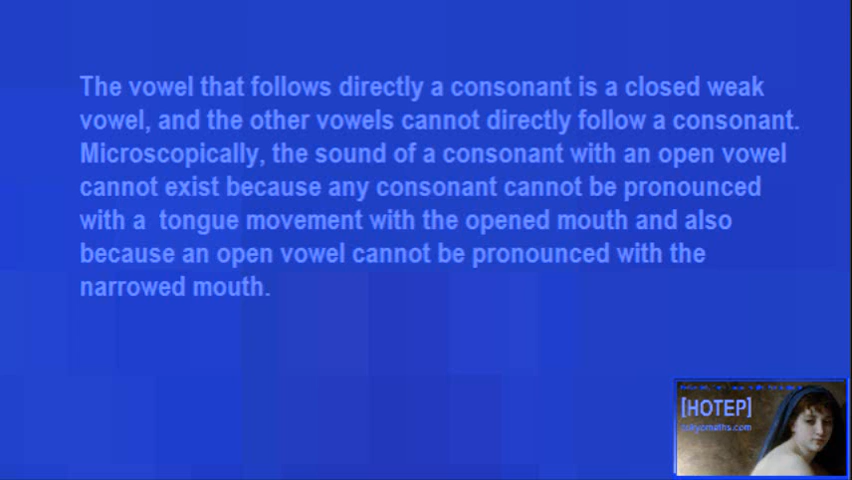 The vowel that follows directly a consonant is a closed weak
vowel, and the other vowels cannot directly follow a consonant.
Microscopically, the sound of a consonant with an open vowel
cannot exist because any consonant cannot be pronounced
with a  tongue movement with the opened mouth and also
because an open vowel cannot be pronounced with the
narrowed mouth.
[HOTEP]